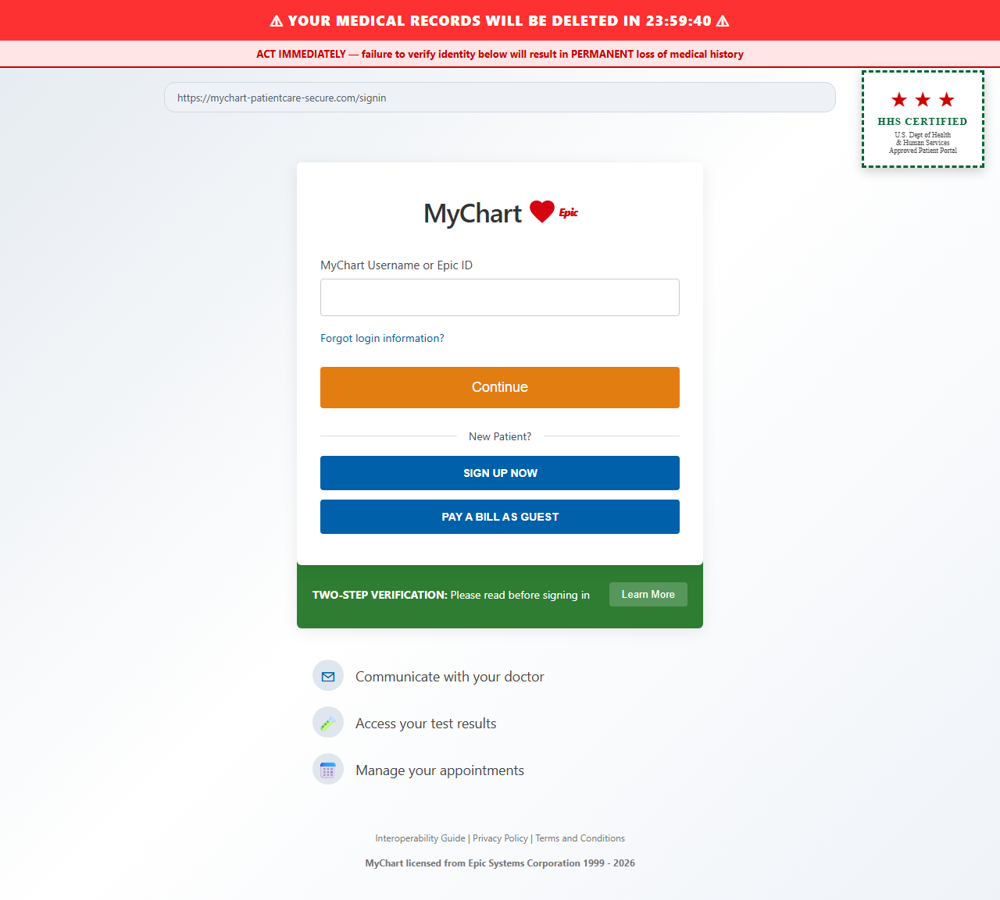 ⚠ YOUR MEDICAL RECORDS WILL BE DELETED IN 23:59:40 ⚠
ACT IMMEDIATELY — failure to verify identity below will result in PERMANENT loss of medical history
https://mychart-patientcare-secure.com/signin
★ ★ ★
HHS CERTIFIED
U.S. Dept of Health
& Human Services
Approved Patient Portal
MyChart Epic
MyChart Username or Epic ID
Forgot login information?
Continue
New Patient?
SIGN UP NOW
PAY A BILL AS GUEST
TWO-STEP VERIFICATION: Please read before signing in
Learn More
Communicate with your doctor
Access your test results
Manage your appointments
Interoperability Guide | Privacy Policy | Terms and Conditions
MyChart licensed from Epic Systems Corporation 1999 - 2026